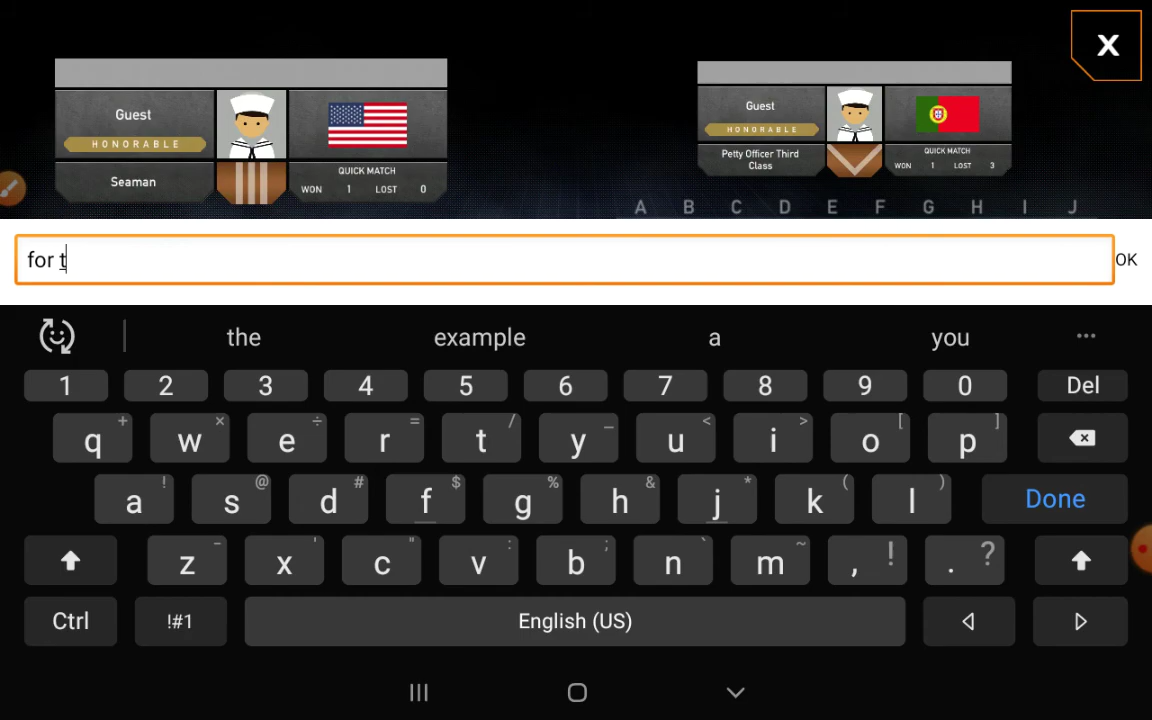 X
Guest
HONORABLE
Seaman
QUICK MATCH
WON 1 LOST 0
Guest
HONORABLE
Petty Officer Third
Class
QUICK MATCH
WON 1 LOST 3
A B C D E F G H I J
for t
OK
the example a you ...
1 2 3 4 5 6 7 8 9 0 Del
q + w × e ÷ r = t / y _ u < i > o [ p ]
a ! s @ d # f $ g % h & j * k ( l ) Done
z - x ' c " v : b ; n ` m ~ , ! . ?
Ctrl !#1 English (US)